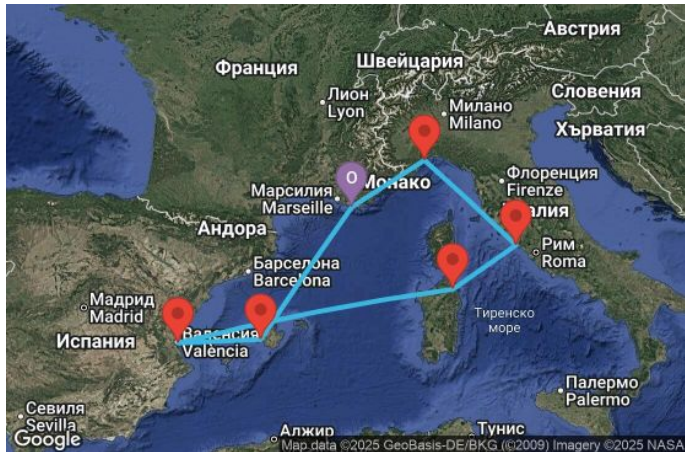 Австрия
Швейцария
Франция
Словения
Лион
Lyon
Милано
Milano
Хърватия
Монако
Флоренция
Firenze
Марсилия
Marseille
Андора
Рим
Roma
Барселона
Barcelona
Мадрид
Madrid
Тиренско
море
Испания
Валенсия
València
Палермо
Palermo
Севиля
Sevilla
Алжир
Тунис
Google
Map data ©2025 GeoBasis-DE/BKG (©2009) Imagery ©2025 NASA
O